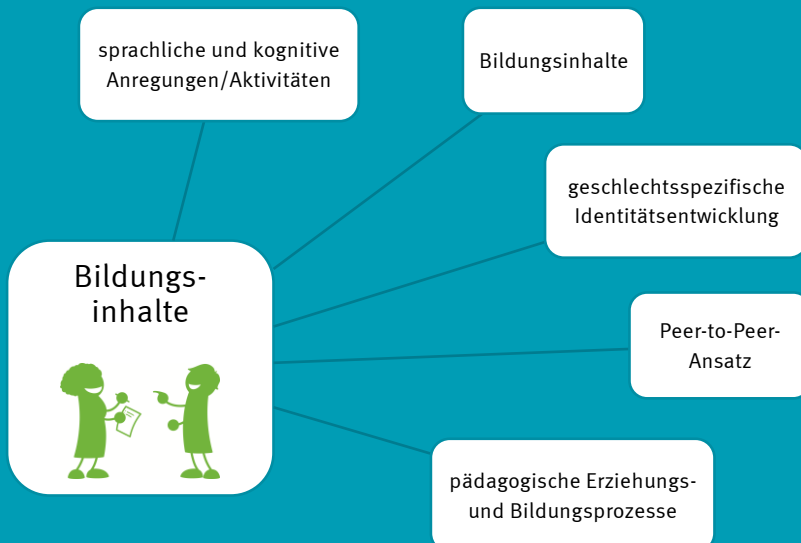 sprachliche und kognitive
Anregungen/Aktivitäten
Bildungsinhalte
geschlechtsspezifische
Identitätsentwicklung
Bildungs-
inhalte
Peer-to-Peer-
Ansatz
pädagogische Erziehungs-
und Bildungsprozesse